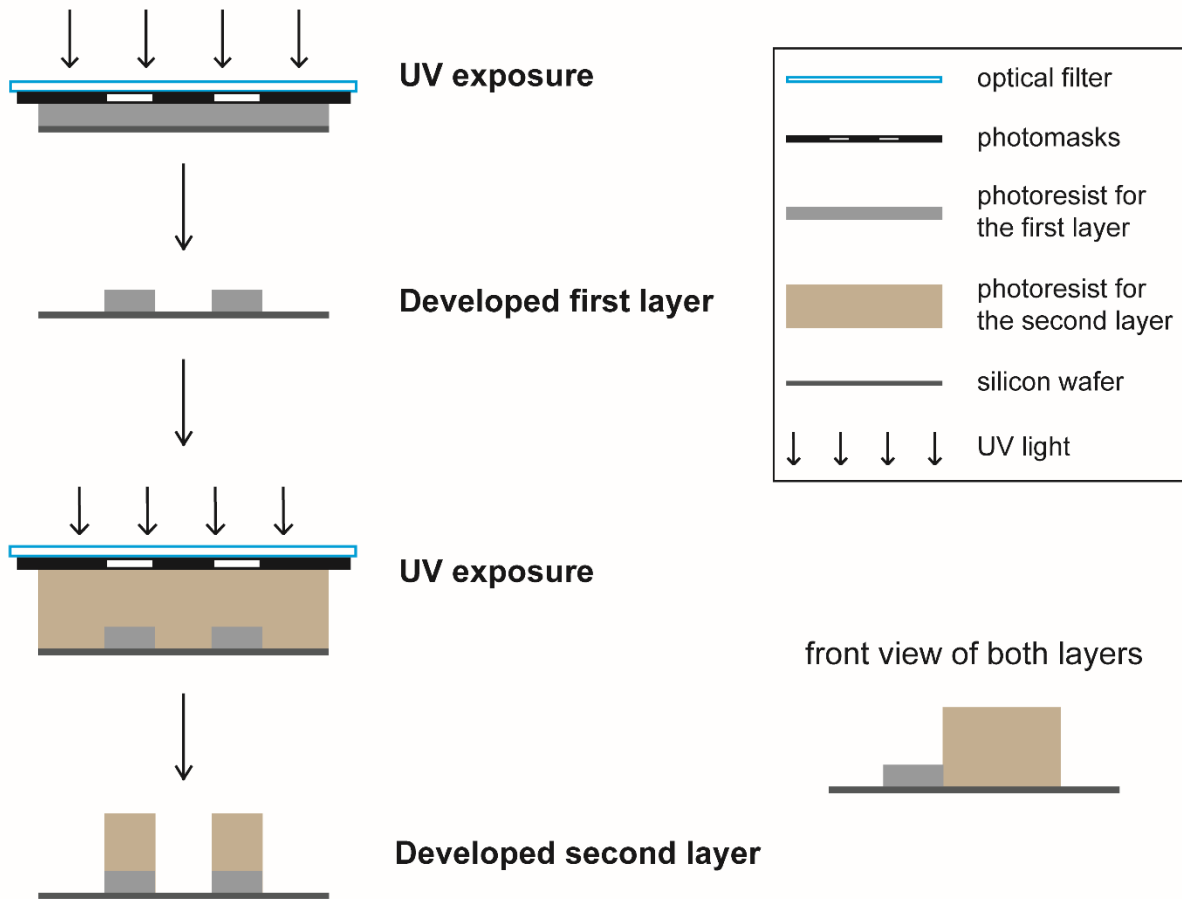 UV exposure
Developed first layer
UV exposure
Developed second layer
optical filter
photomasks
photoresist for
the first layer
photoresist for
the second layer
silicon wafer
UV light
front view of both layers